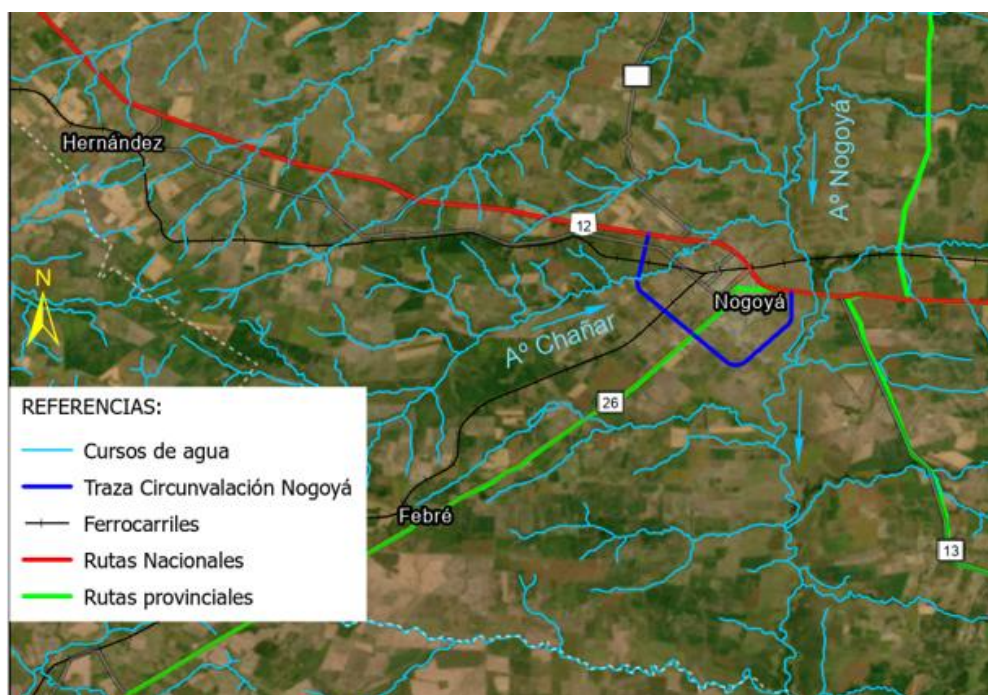 Hernández
Aº Nogoyá
12
N
Nogoyá
Aº Chañar
26
REFERENCIAS:
Cursos de agua
Traza Circunvalación Nogoyá
Ferrocarriles
Rutas Nacionales
Rutas provinciales
Febré
13